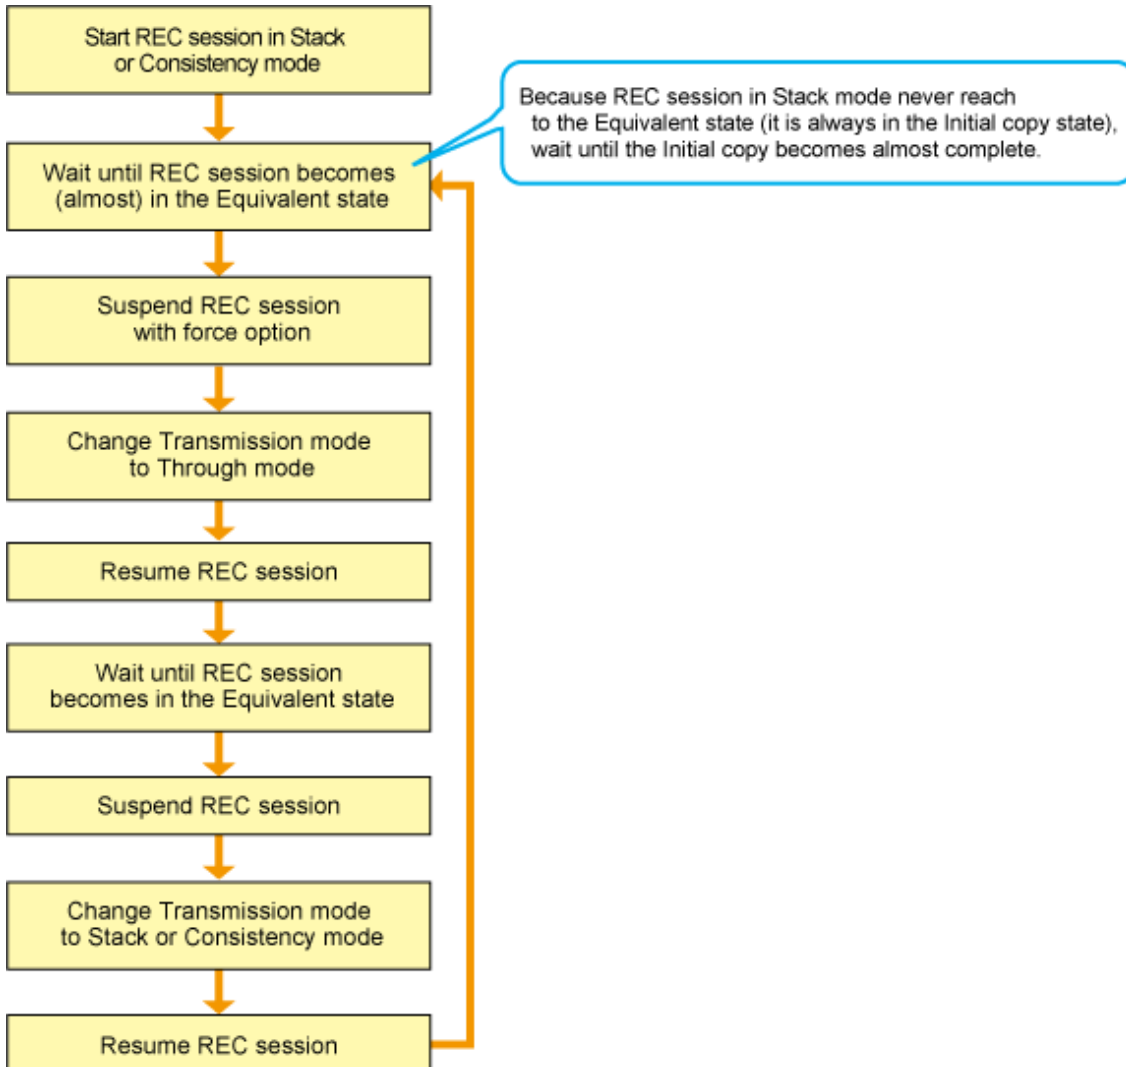 Start REC session in Stack
or Consistency mode
Because REC session in Stack mode never reach
to the Equivalent state (it is always in the Initial copy state),
wait until the Initial copy becomes almost complete.
Wait until REC session becomes
(almost) in the Equivalent state
Suspend REC session
with force option
Change Transmission mode
to Through mode
Resume REC session
Wait until REC session
becomes in the Equivalent state
Suspend REC session
Change Transmission mode
to Stack or Consistency mode
Resume REC session